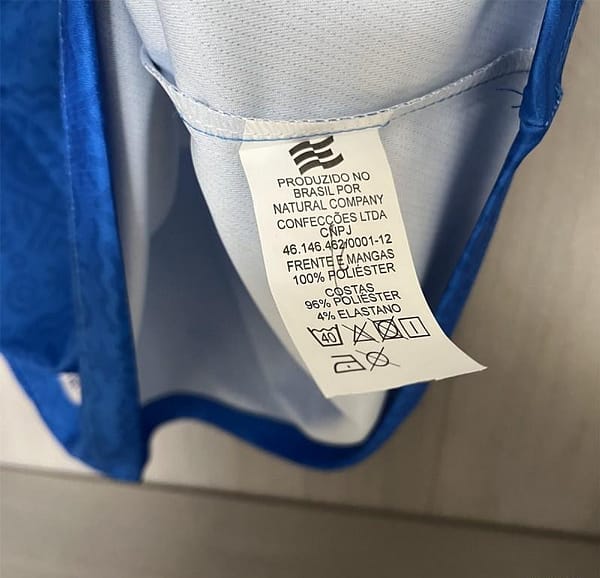 PRODUZIDO NO
BRASIL POR
NATURAL COMPANY
CONFECÇÕES LTDA
CNPJ
46.146.462/0001-12
FRENTE E MANGAS
100% POLIÉSTER
COSTAS
96% POLIÉSTER
4% ELASTANO
40